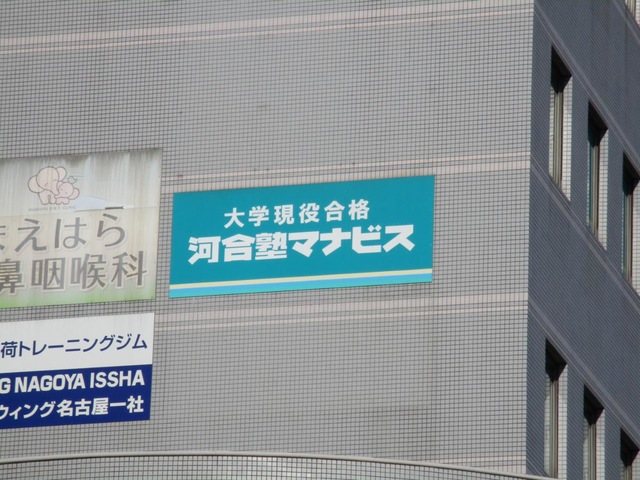 まえはら
鼻咽喉科
大学現役合格
河合塾マナビス
荷トレーニングジム
G NAGOYA ISSHA
ウィング名古屋一社